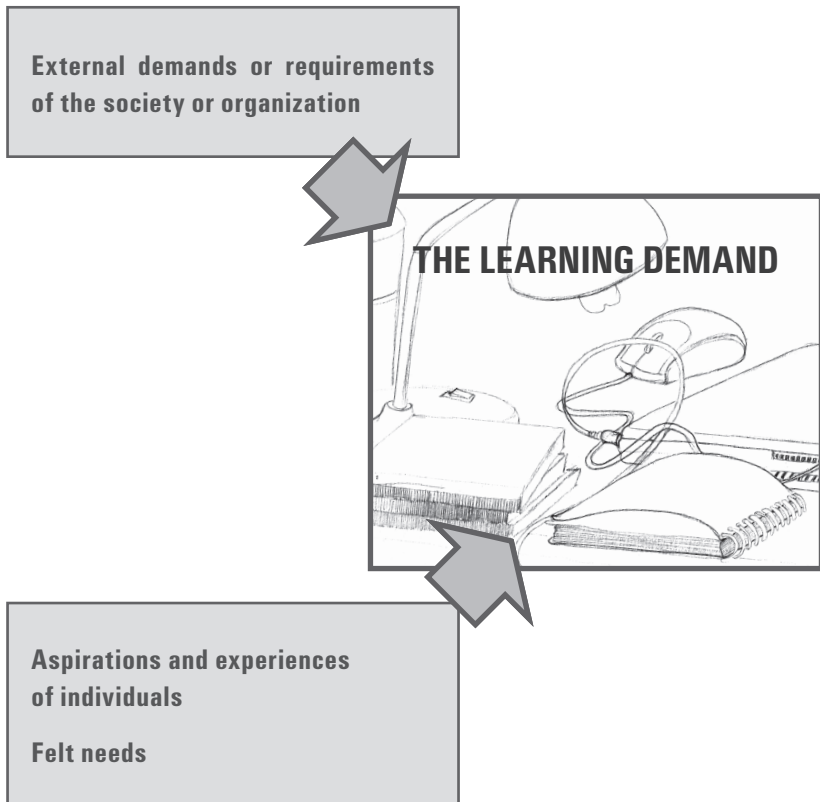 External demands or requirements
of the society or organization
THE LEARNING DEMAND
Aspirations and experiences
of individuals
Felt needs